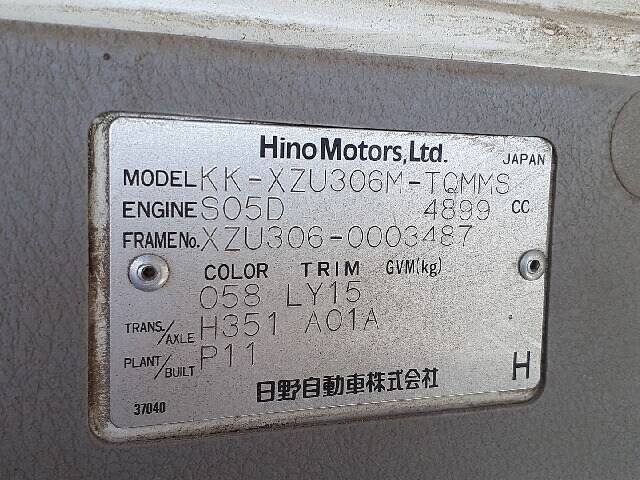 Hino Motors, Ltd. JAPAN
MODEL KK-XZU306M-TQMMS
ENGINE S05D 4899 CC
FRAME No. XZU306-0003487
COLOR TRIM GVM(kg)
058 LY15
TRANS./AXLE H351 A01A
PLANT/BUILT P11
日野自動車株式会社 H
37040